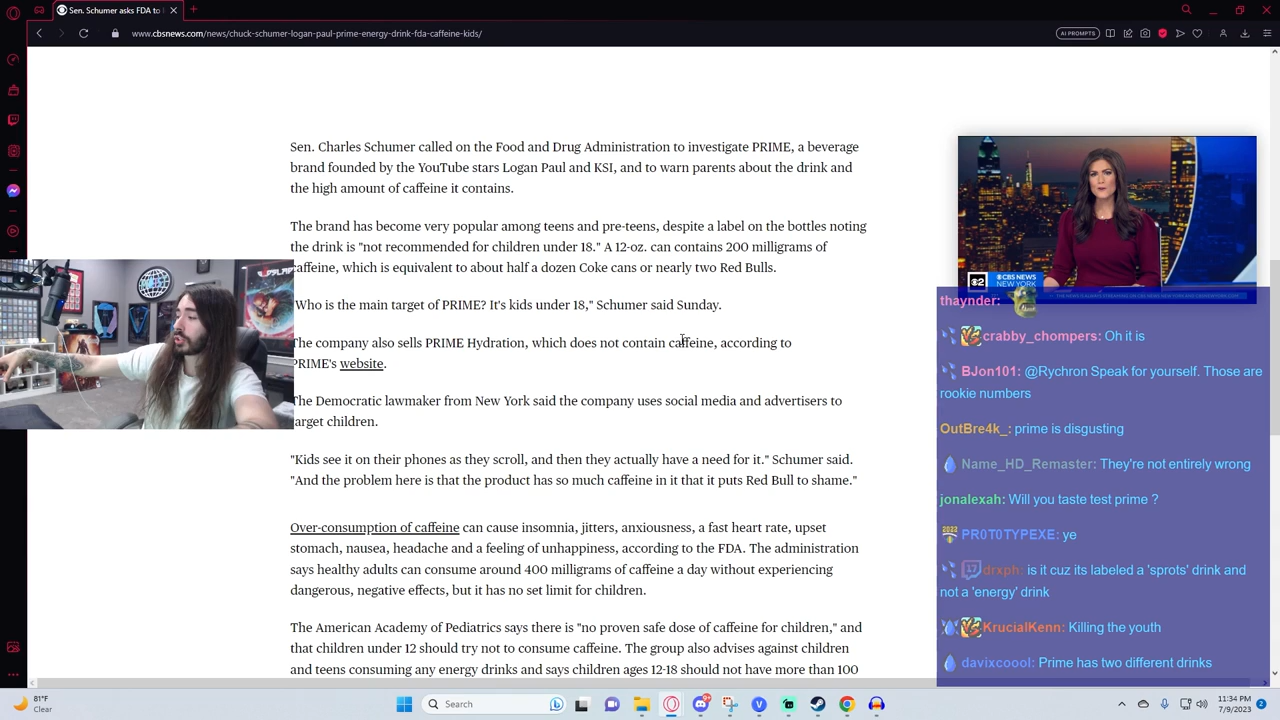 Sen. Schumer asks FDA to
www.cbsnews.com/news/chuck-schumer-logan-paul-prime-energy-drink-fda-caffeine-kids/
AI PROMPTS
Sen. Charles Schumer called on the Food and Drug Administration to investigate PRIME, a beverage
brand founded by the YouTube stars Logan Paul and KSI, and to warn parents about the drink and
the high amount of caffeine it contains.
The brand has become very popular among teens and pre-teens, despite a label on the bottles noting
the drink is "not recommended for children under 18." A 12-oz. can contains 200 milligrams of
caffeine, which is equivalent to about half a dozen Coke cans or nearly two Red Bulls.
Who is the main target of PRIME? It's kids under 18," Schumer said Sunday.
The company also sells PRIME Hydration, which does not contain caffeine, according to
PRIME's website.
The Democratic lawmaker from New York said the company uses social media and advertisers to
target children.
"Kids see it on their phones as they scroll, and then they actually have a need for it." Schumer said.
"And the problem here is that the product has so much caffeine in it that it puts Red Bull to shame."
Over-consumption of caffeine can cause insomnia, jitters, anxiousness, a fast heart rate, upset
stomach, nausea, headache and a feeling of unhappiness, according to the FDA. The administration
says healthy adults can consume around 400 milligrams of caffeine a day without experiencing
dangerous, negative effects, but it has no set limit for children.
The American Academy of Pediatrics says there is "no proven safe dose of caffeine for children," and
that children under 12 should try not to consume caffeine. The group also advises against children
and teens consuming any energy drinks and says children ages 12-18 should not have more than 100
2 CBS NEWS
NEW YORK
thaynder:
crabby_chompers: Oh it is
BJon101: @Rychron Speak for yourself. Those are
rookie numbers
OutBre4k_: prime is disgusting
Name_HD_Remaster: They're not entirely wrong
jonalexah: Will you taste test prime ?
PR0T0TYPEXE: ye
drxph: is it cuz its labeled a 'sprots' drink and
not a 'energy' drink
KrucialKenn: Killing the youth
davixcoool: Prime has two different drinks
81°F
Clear
Search
11:34 PM
7/9/2023